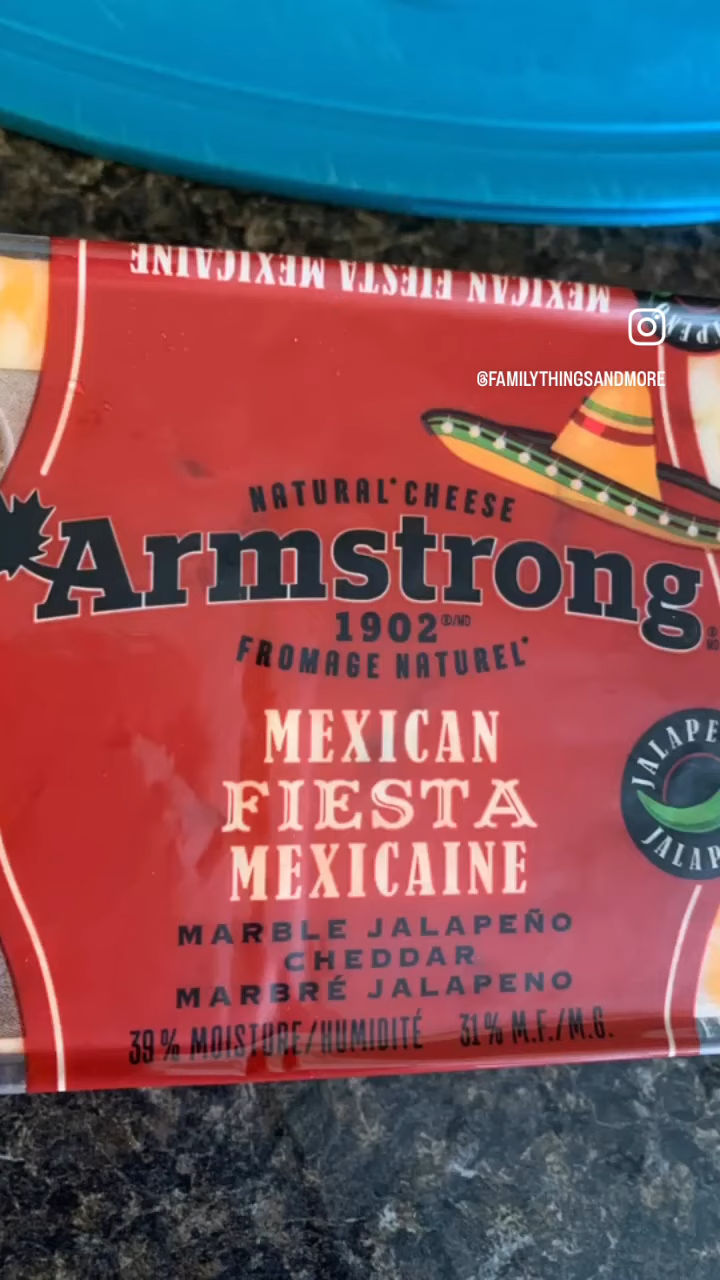 MEXICAN FIESTA MEXICAINE
@FAMILYTHINGSANDMORE
NATURAL* CHEESE
Armstrong
1902 ®/MD
FROMAGE NATUREL*
MEXICAN
FIESTA
MEXICAINE
JALAPE
JALAP
MARBLE JALAPEÑO
CHEDDAR
MARBRÉ JALAPENO
39% MOISTURE/HUMIDITÉ 31% M.F./M.G.